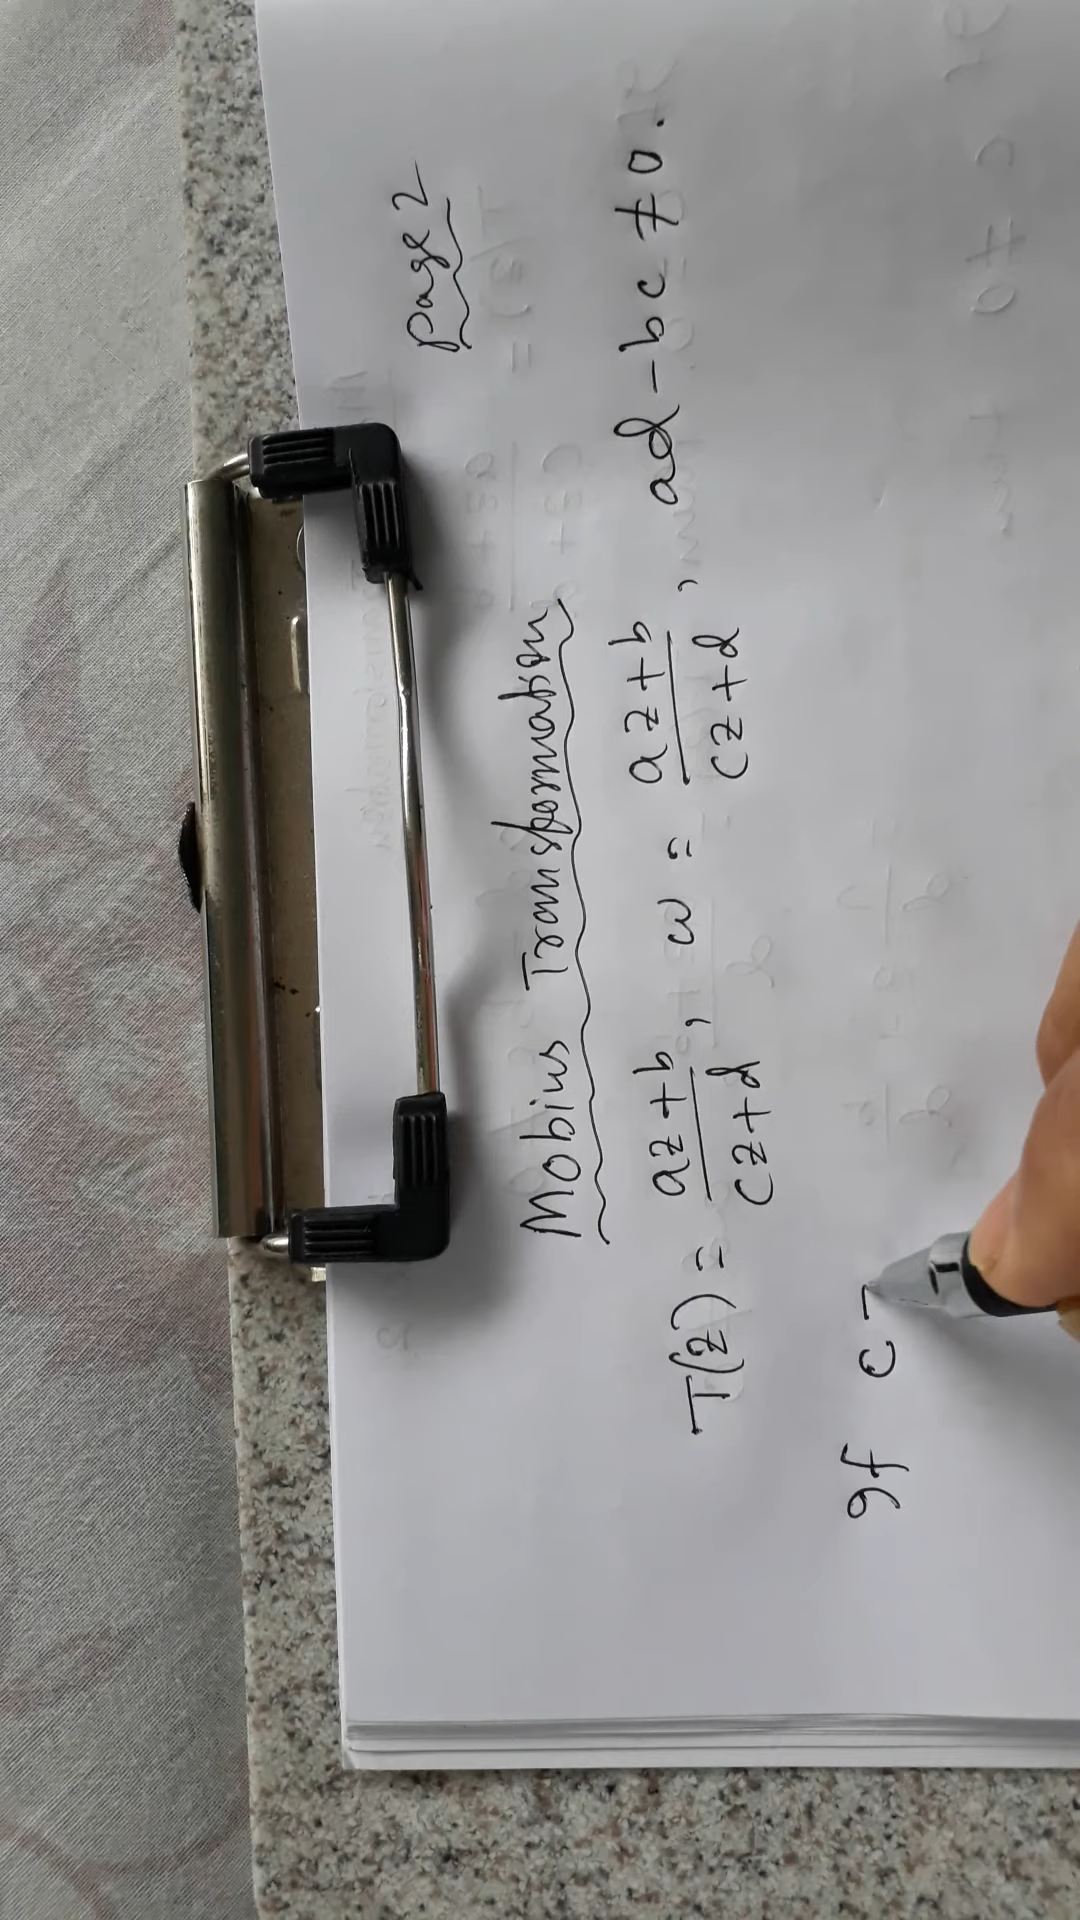 Page 2
Mobius Transformation
T(z) = az+b / cz+d , w = az+b / cz+d , ad-bc ≠ 0.
If c